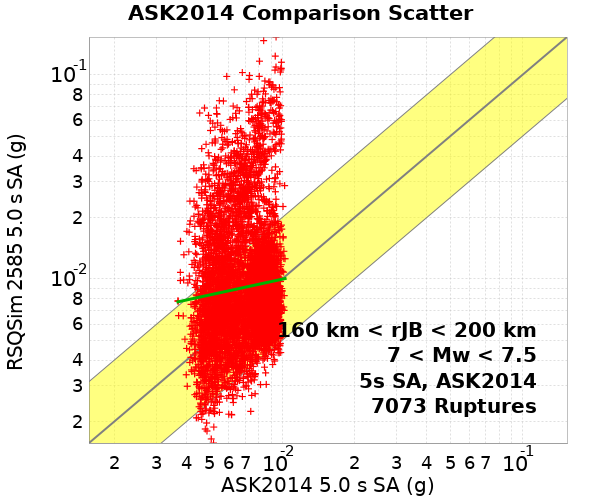 ASK2014 Comparison Scatter
RSQSim 2585 5.0 s SA (g)
10-1
8
6
4
3
2
10-2
8
6
4
3
2
160 km < rJB < 200 km
7 < Mw < 7.5
5s SA, ASK2014
7073 Ruptures
2 3 4 5 6 7 10-2 2 3 4 5 6 7 10-1
ASK2014 5.0 s SA (g)